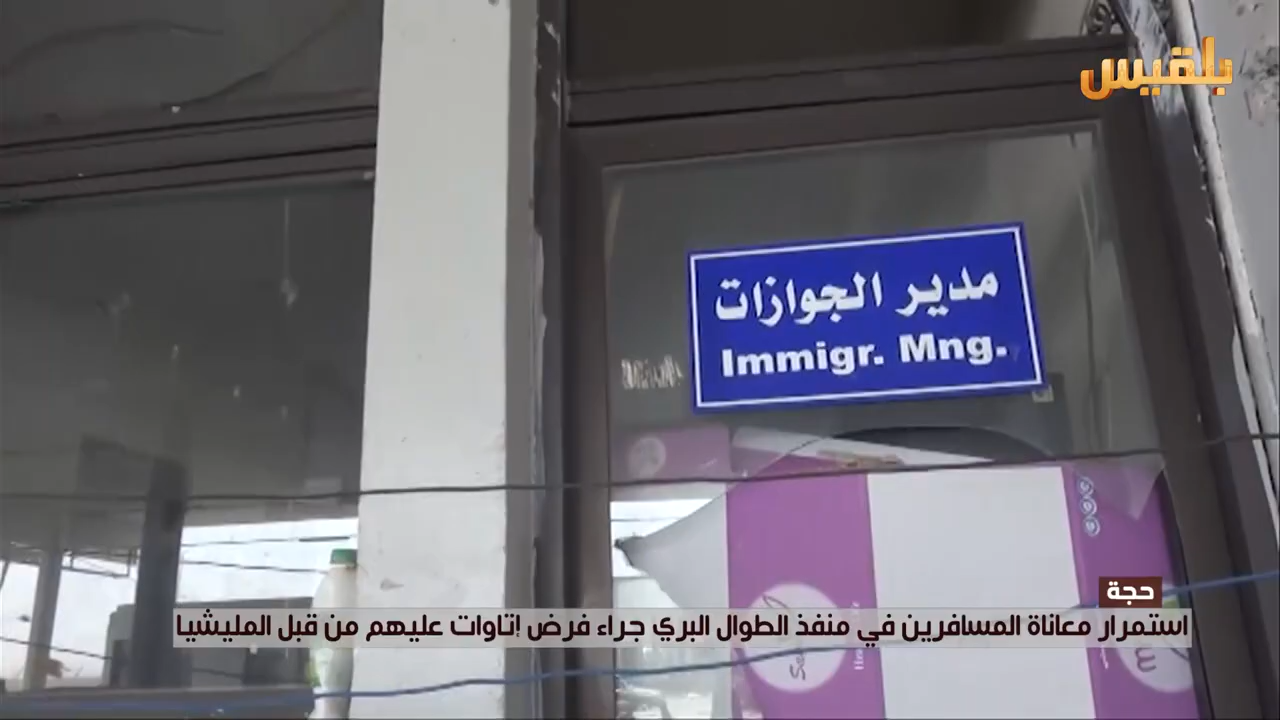 بلقيس
مدير الجوازات
Immigr. Mng.
حجة
استمرار معاناة المسافرين في منفذ الطوال البري جراء فرض إتاوات عليهم من قبل المليشيا